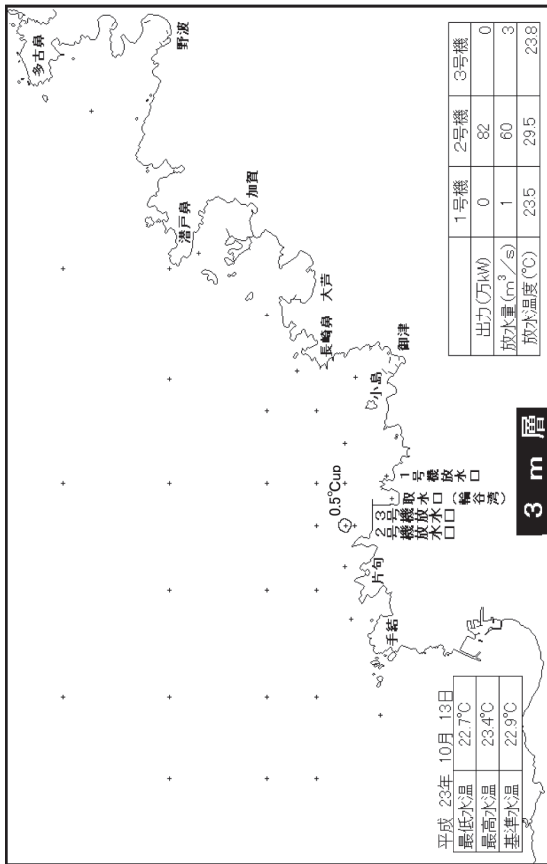 多古鼻
野波
潜戸鼻
加賀
大芦
長崎鼻
御津
小島
1号機放水口
取水口(輪谷湾)
3号機放水口
2号機放水口
0.5℃up
片句
手結
3m層
平成 23年 10月 13日
最低水温 22.7℃
最高水温 23.4℃
基準水温 22.9℃
1号機 2号機 3号機
出力(万kW) 0 82 0
放水量(m³/s) 1 60 3
放水温度(℃) 23.5 29.5 23.8